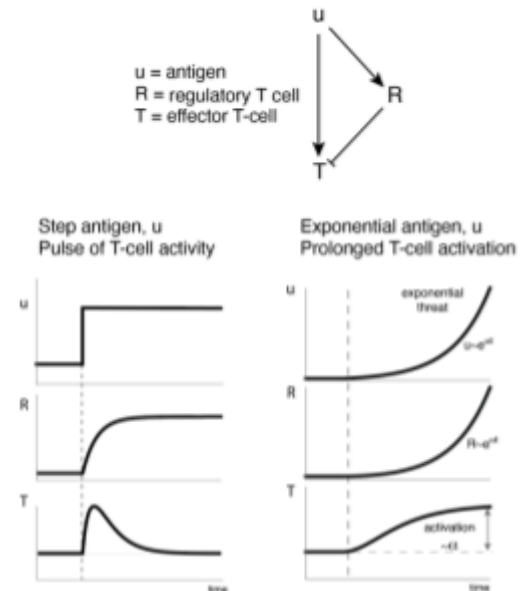 u
u = antigen
R = regulatory T cell
T = effector T-cell
R
T
Step antigen, u
Pulse of T-cell activity
u
R
T
time
Exponential antigen, u
Prolonged T-cell activation
u
exponential
threat
R
T
activation
~α
time